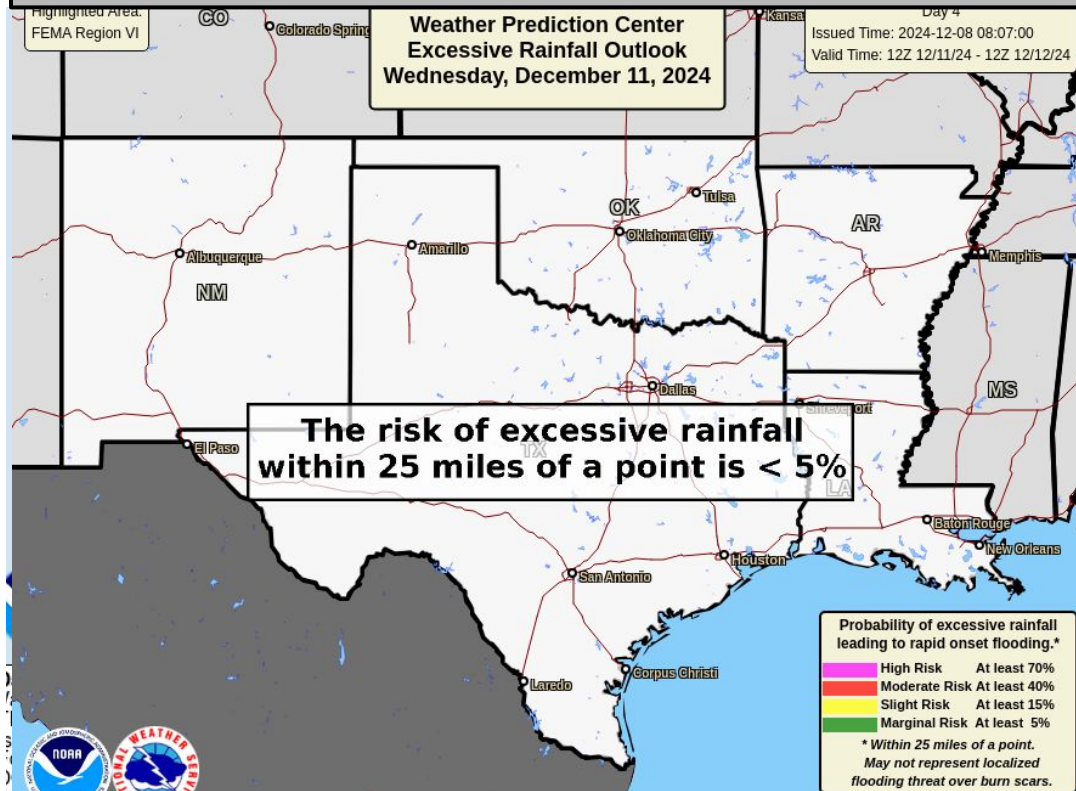 Highlighted Area:
FEMA Region VI
Weather Prediction Center
Excessive Rainfall Outlook
Wednesday, December 11, 2024
Day 4
Issued Time: 2024-12-08 08:07:00
Valid Time: 12Z 12/11/24 - 12Z 12/12/24
CO
Colorado Spring
Kansa
Tulsa
OK
Oklahoma City
AR
Amarillo
Albuquerque
Memphis
NM
Dallas
MS
Shreveport
The risk of excessive rainfall
within 25 miles of a point is < 5%
El Paso
TX
LA
Baton Rouge
New Orleans
Houston
San Antonio
Corpus Christi
Laredo
Probability of excessive rainfall
leading to rapid onset flooding.*
High Risk At least 70%
Moderate Risk At least 40%
Slight Risk At least 15%
Marginal Risk At least 5%
* Within 25 miles of a point.
May not represent localized
flooding threat over burn scars.
NOAA